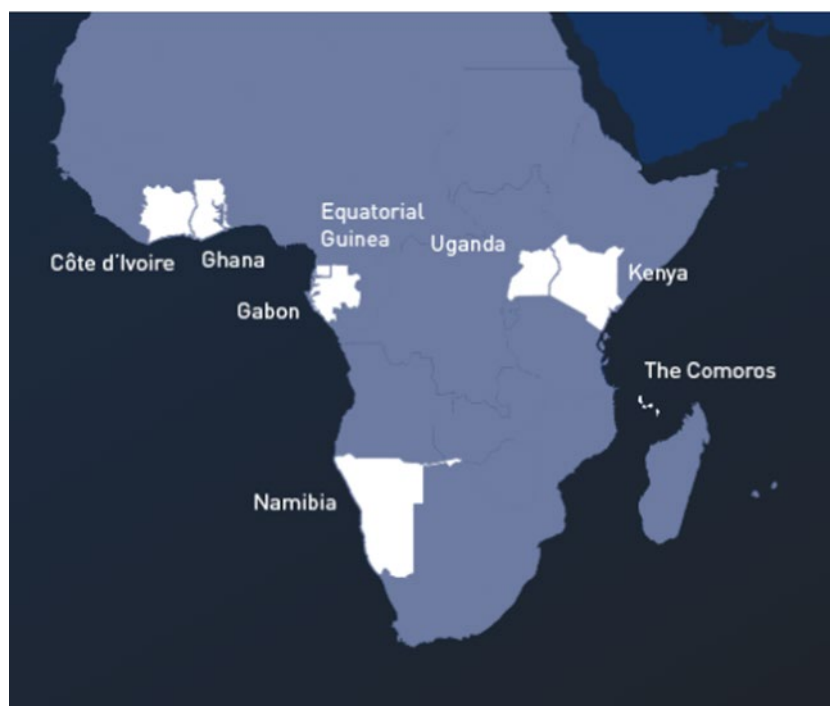 Equatorial
Guinea
Uganda
Côte d'Ivoire
Ghana
Kenya
Gabon
The Comoros
Namibia